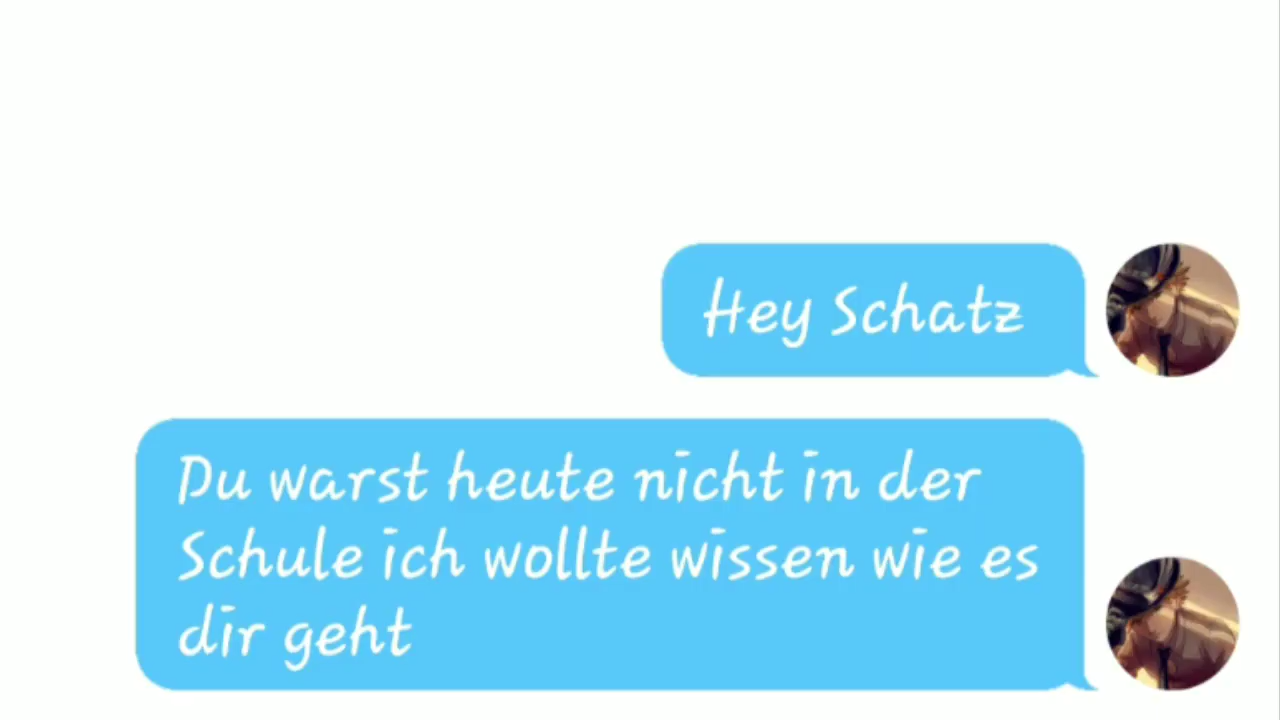 Hey Schatz
Du warst heute nicht in der
Schule ich wollte wissen wie es
dir geht